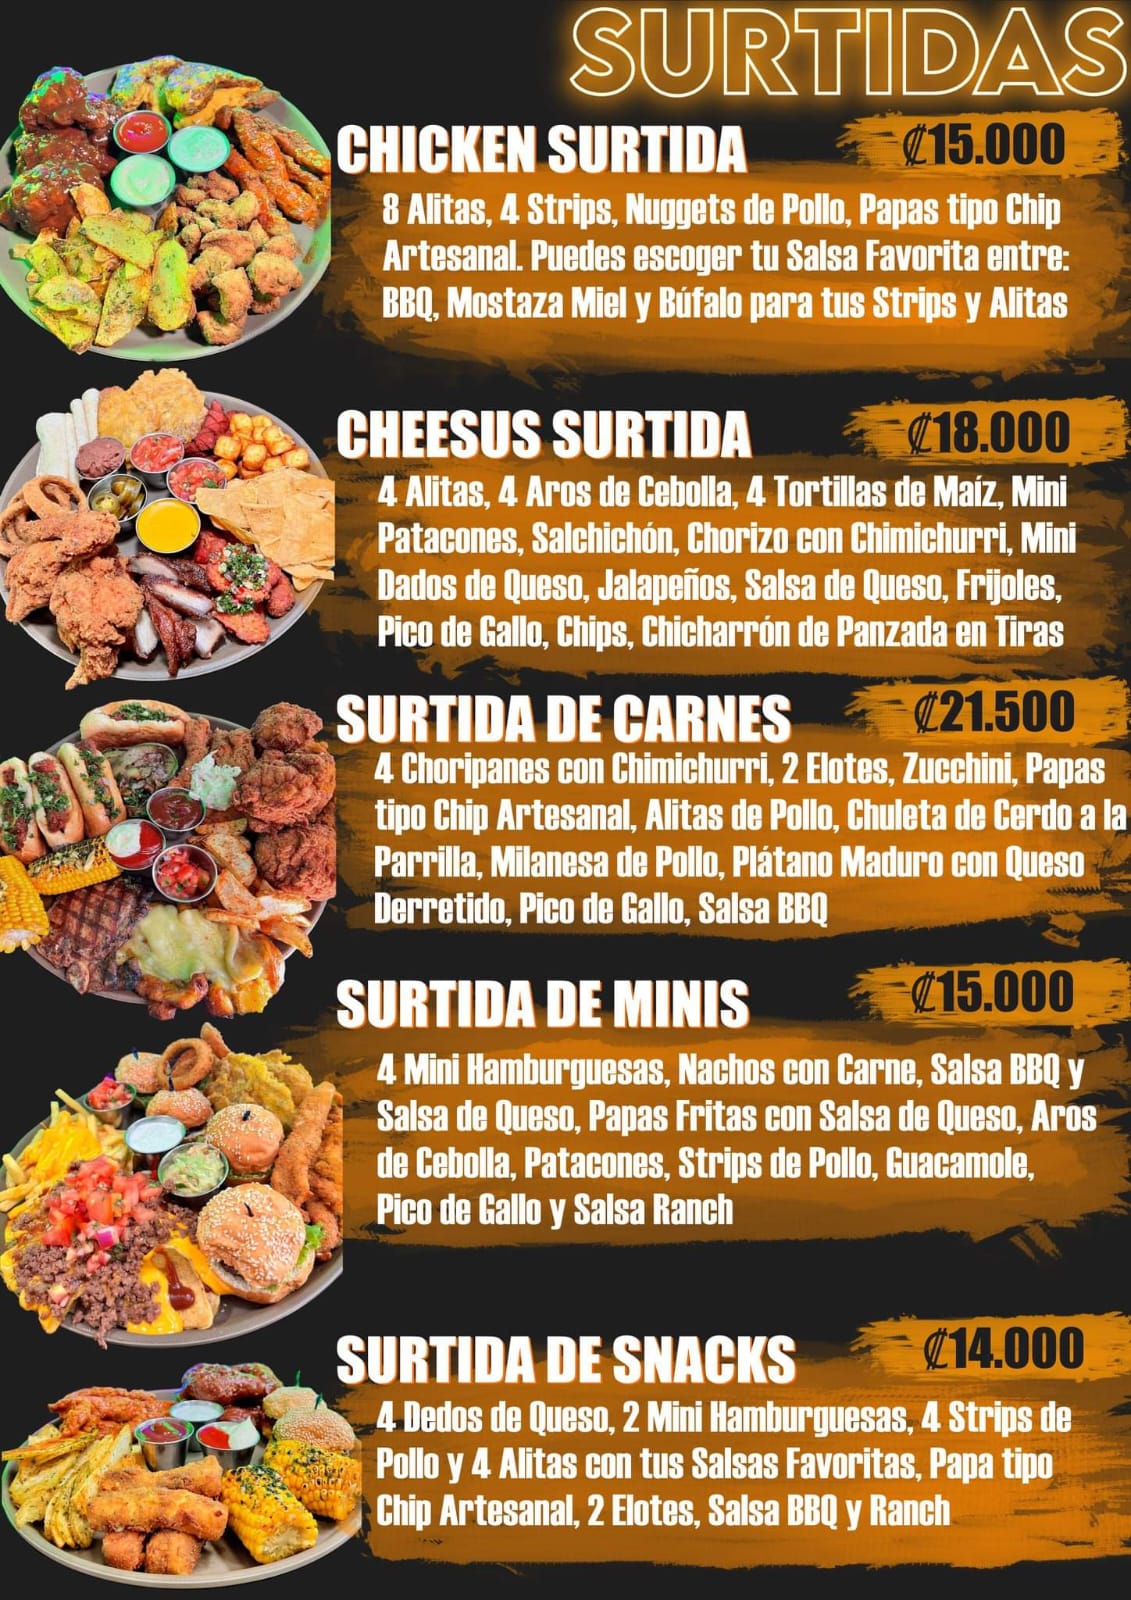 SURTIDAS
CHICKEN SURTIDA
₡15.000
8 Alitas, 4 Strips, Nuggets de Pollo, Papas tipo Chip
Artesanal. Puedes escoger tu Salsa Favorita entre:
BBQ, Mostaza Miel y Búfalo para tus Strips y Alitas
CHEESUS SURTIDA
₡18.000
4 Alitas, 4 Aros de Cebolla, 4 Tortillas de Maíz, Mini
Patacones, Salchichón, Chorizo con Chimichurri, Mini
Dados de Queso, Jalapeños, Salsa de Queso, Frijoles,
Pico de Gallo, Chips, Chicharrón de Panzada en Tiras
SURTIDA DE CARNES
₡21.500
4 Choripanes con Chimichurri, 2 Elotes, Zucchini, Papas
tipo Chip Artesanal, Alitas de Pollo, Chuleta de Cerdo a la
Parrilla, Milanesa de Pollo, Plátano Maduro con Queso
Derretido, Pico de Gallo, Salsa BBQ
SURTIDA DE MINIS
₡15.000
4 Mini Hamburguesas, Nachos con Carne, Salsa BBQ y
Salsa de Queso, Papas Fritas con Salsa de Queso, Aros
de Cebolla, Patacones, Strips de Pollo, Guacamole,
Pico de Gallo y Salsa Ranch
SURTIDA DE SNACKS
₡14.000
4 Dedos de Queso, 2 Mini Hamburguesas, 4 Strips de
Pollo y 4 Alitas con tus Salsas Favoritas, Papa tipo
Chip Artesanal, 2 Elotes, Salsa BBQ y Ranch